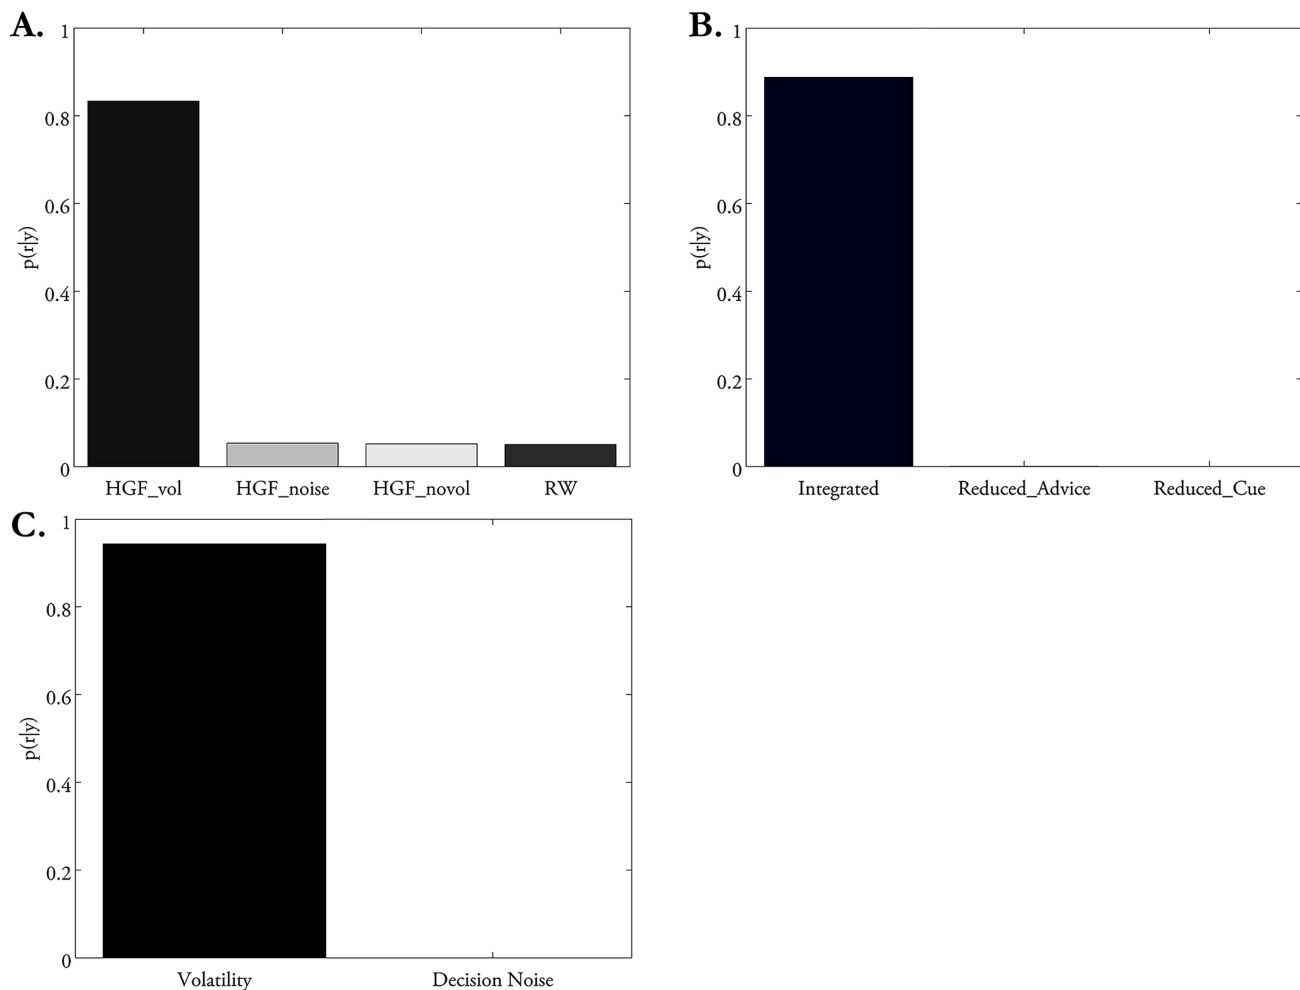 A.
1
0.8
0.6
0.4
0.2
0
p(r|y)
HGF_vol HGF_noise HGF_novol RW
B.
1
0.8
0.6
0.4
0.2
0
p(r|y)
Integrated Reduced_Advice Reduced_Cue
C.
1
0.8
0.6
0.4
0.2
0
p(r|y)
Volatility Decision Noise